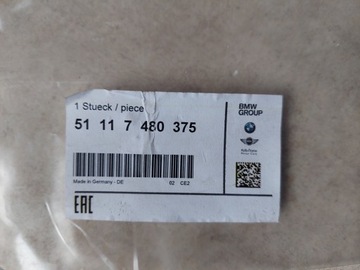 1 Stueck / piece
51 11 7 480 375
Made in Germany - DE
02 CE2
EAC
BMW
GROUP